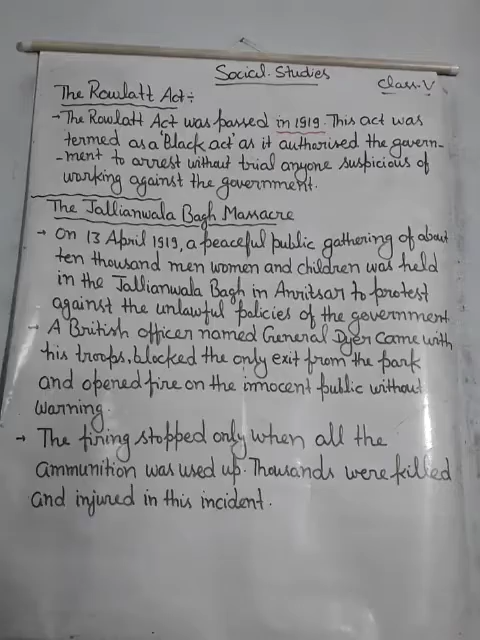 Social Studies
Class-V
The Rowlatt Act:
→ The Rowlatt Act was passed in 1919. This act was
termed as a 'Black act' as it authorised the govern-
-ment to arrest without trial anyone suspicious of
working against the government.
The Jallianwala Bagh Massacre
→ On 13 April 1919, a peaceful public gathering of about
ten thousand men women and children was held
in the Jallianwala Bagh in Amritsar to protest
against the unlawful policies of the government
→ A British officer named General Dyer came with
his troops, blocked the only exit from the park
and opened fire on the innocent public without
warning.
→ The firing stopped only when all the
ammunition was used up. Thousands were killed
and injured in this incident.